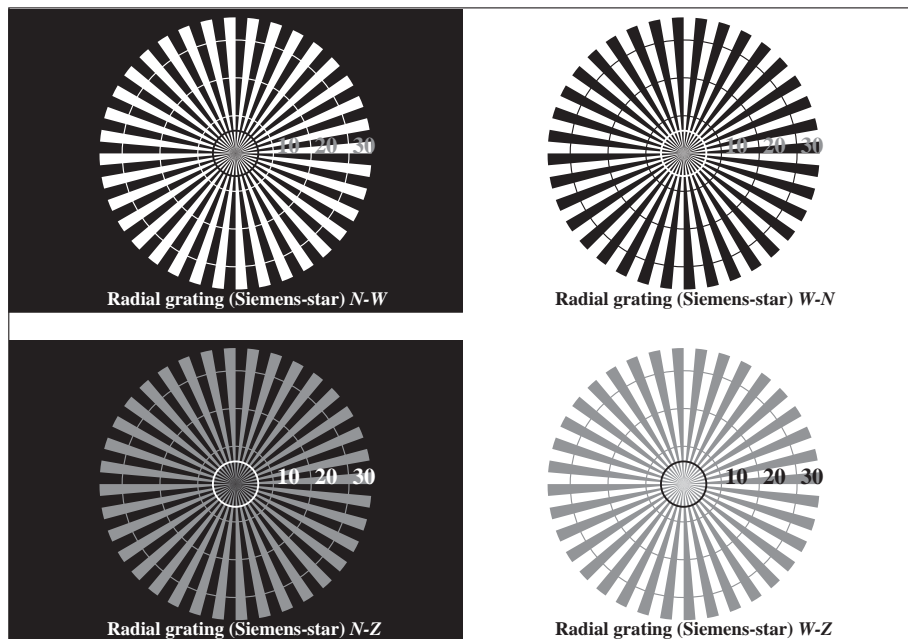 10 20 30
Radial grating (Siemens-star) N-W
10 20 30
Radial grating (Siemens-star) W-N
10 20 30
Radial grating (Siemens-star) N-Z
10 20 30
Radial grating (Siemens-star) W-Z